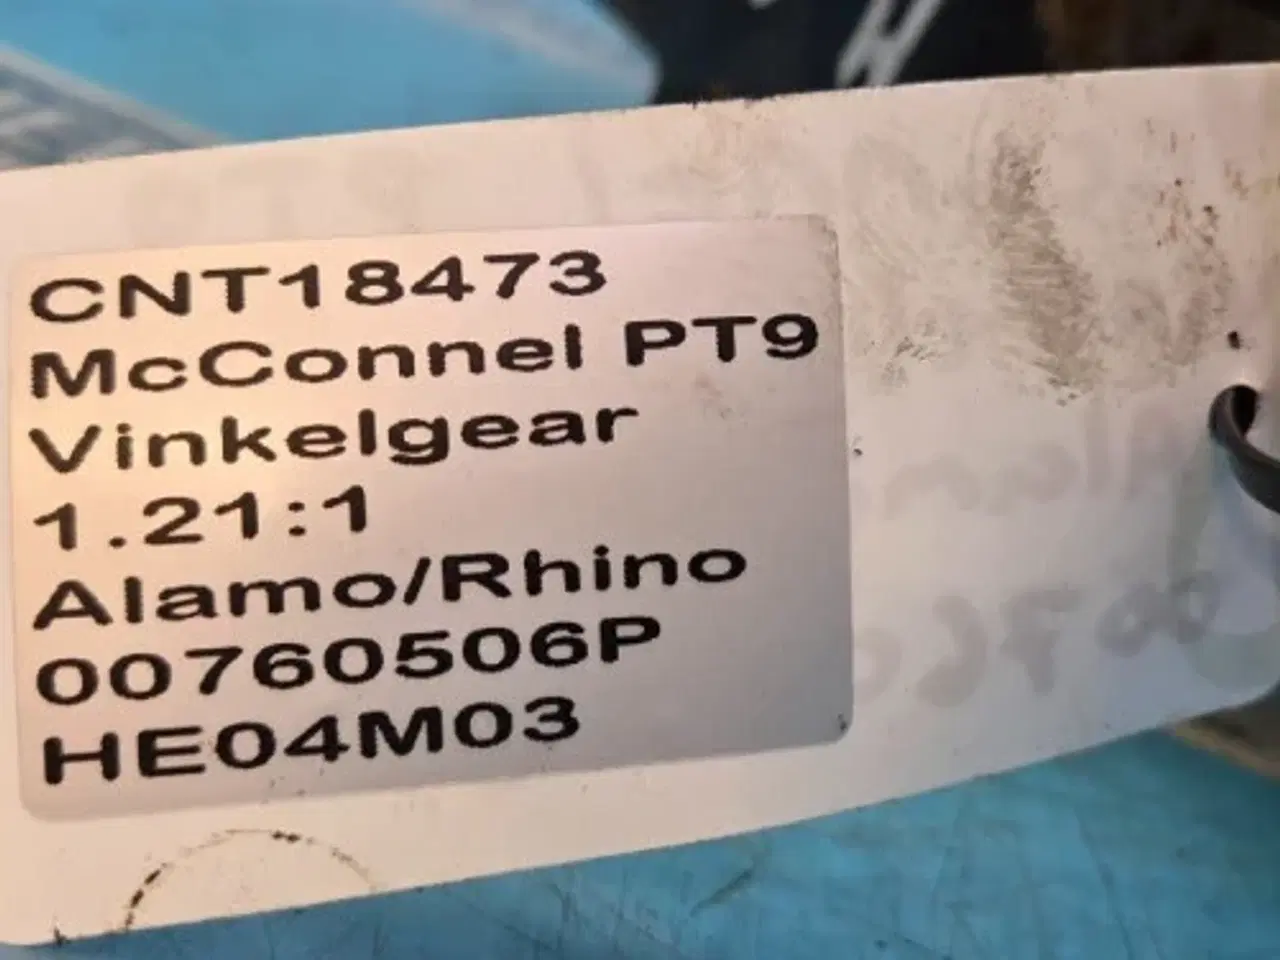 CNT18473
McConnel PT9
Vinkelgear
1.21:1
Alamo/Rhino
00760506P
HE04M03